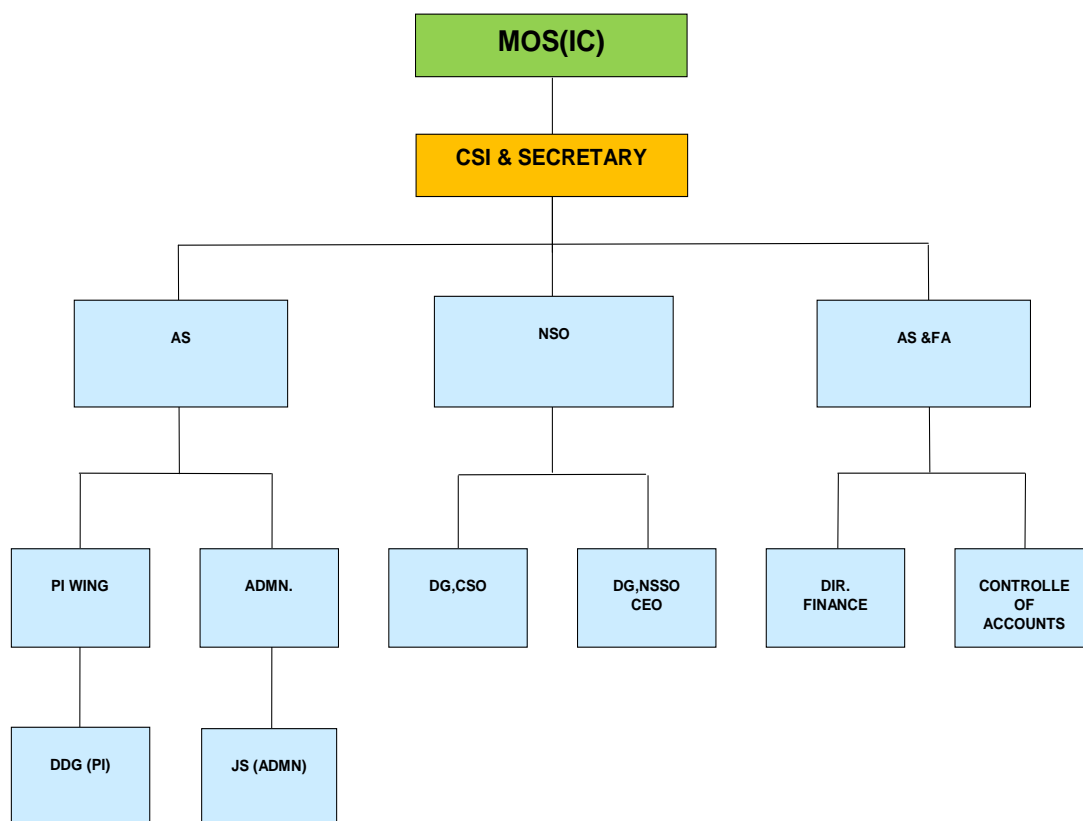 MOS(IC)
CSI & SECRETARY
AS
NSO
AS &FA
PI WING
ADMN.
DG,CSO
DG,NSSO
CEO
DIR.
FINANCE
CONTROLLE
OF
ACCOUNTS
DDG (PI)
JS (ADMN)